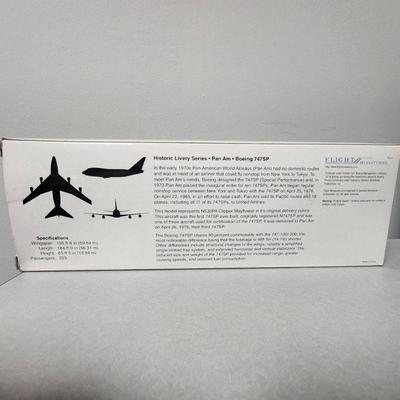 Historic Livery Series • Pan Am • Boeing 747SP
In the early 1970s Pan American World Airways (Pan Am) had no domestic routes
and was in need of an airliner that could fly nonstop from New York to Tokyo. To
meet Pan Am's needs, Boeing designed the 747SP (Special Performance) and, in
1973 Pan Am placed the inaugural order for ten 747SPs. Pan Am began regular
nonstop service between New York and Tokyo with the 747SP on April 25, 1976.
On April 22, 1985, in an effort to raise cash, Pan Am sold its Pacific routes and 18
planes, including all 11 of its 747SPs, to United Airlines.
This model represents N530PA Clipper Mayflower in it's original delivery colors.
This aircraft was the first 747SP ever built, originally registered N747SP and was
one of three aircraft used for certification of the 747SP. It was delivered to Pan Am
on April 26, 1976, their third 747SP.
The Boeing 747SP shares 90 percent commonality with the 747-100/-200, the
most noticeable difference being that the fuselage is
Other differences include structural changes in the wings, notably a simplified
single slotted flap system, and extended horizontal and vertical stabilizers. The
reduced size and weight of the 747SP provided for increased range, greater
cruising speeds, and reduced fuel consumption.
Specifications
Wingspan: 195 ft 8 in (59.64 m)
Length: 184 ft 9 in (56.31 m)
Height: 65 ft 5 in (19.94 m)
Passengers: 233
FLIGHT
MINIATURES